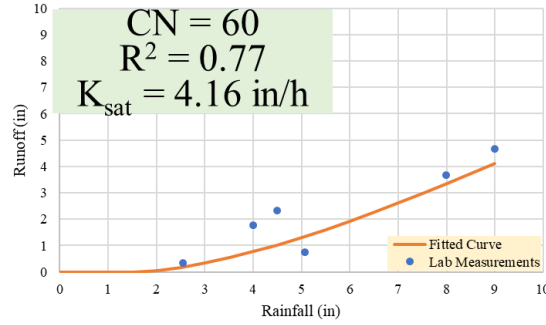 CN = 60
R² = 0.77
Ksat = 4.16 in/h
10
9
8
7
6
5
4
3
2
1
0
Runoff (in)
0 1 2 3 4 5 6 7 8 9 10
Rainfall (in)
Fitted Curve
Lab Measurements